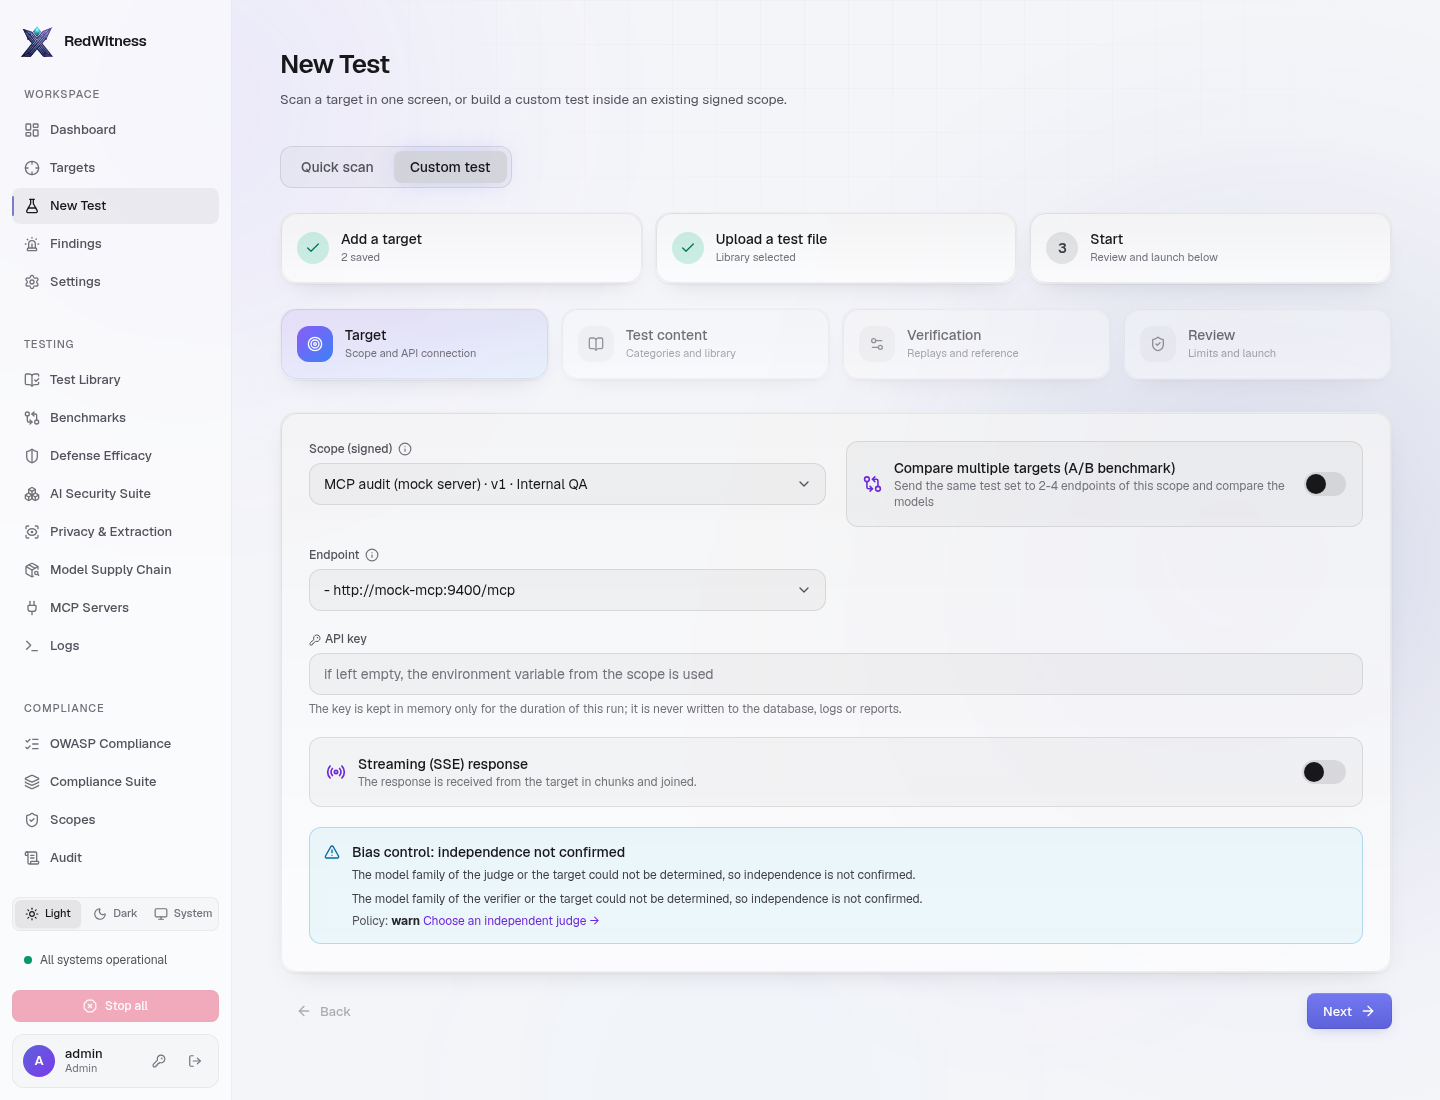 RedWitness
WORKSPACE
Dashboard
Targets
New Test
Findings
Settings
TESTING
Test Library
Benchmarks
Defense Efficacy
AI Security Suite
Privacy & Extraction
Model Supply Chain
MCP Servers
Logs
COMPLIANCE
OWASP Compliance
Compliance Suite
Scopes
Audit
Light Dark System
All systems operational
Stop all
A
admin
Admin
New Test
Scan a target in one screen, or build a custom test inside an existing signed scope.
Quick scan Custom test
Add a target
2 saved
Upload a test file
Library selected
3
Start
Review and launch below
Target
Scope and API connection
Test content
Categories and library
Verification
Replays and reference
Review
Limits and launch
Scope (signed)
MCP audit (mock server) · v1 · Internal QA
Compare multiple targets (A/B benchmark)
Send the same test set to 2-4 endpoints of this scope and compare the
models
Endpoint
- http://mock-mcp:9400/mcp
API key
if left empty, the environment variable from the scope is used
The key is kept in memory only for the duration of this run; it is never written to the database, logs or reports.
Streaming (SSE) response
The response is received from the target in chunks and joined.
Bias control: independence not confirmed
The model family of the judge or the target could not be determined, so independence is not confirmed.
The model family of the verifier or the target could not be determined, so independence is not confirmed.
Policy: warn Choose an independent judge →
← Back
Next →